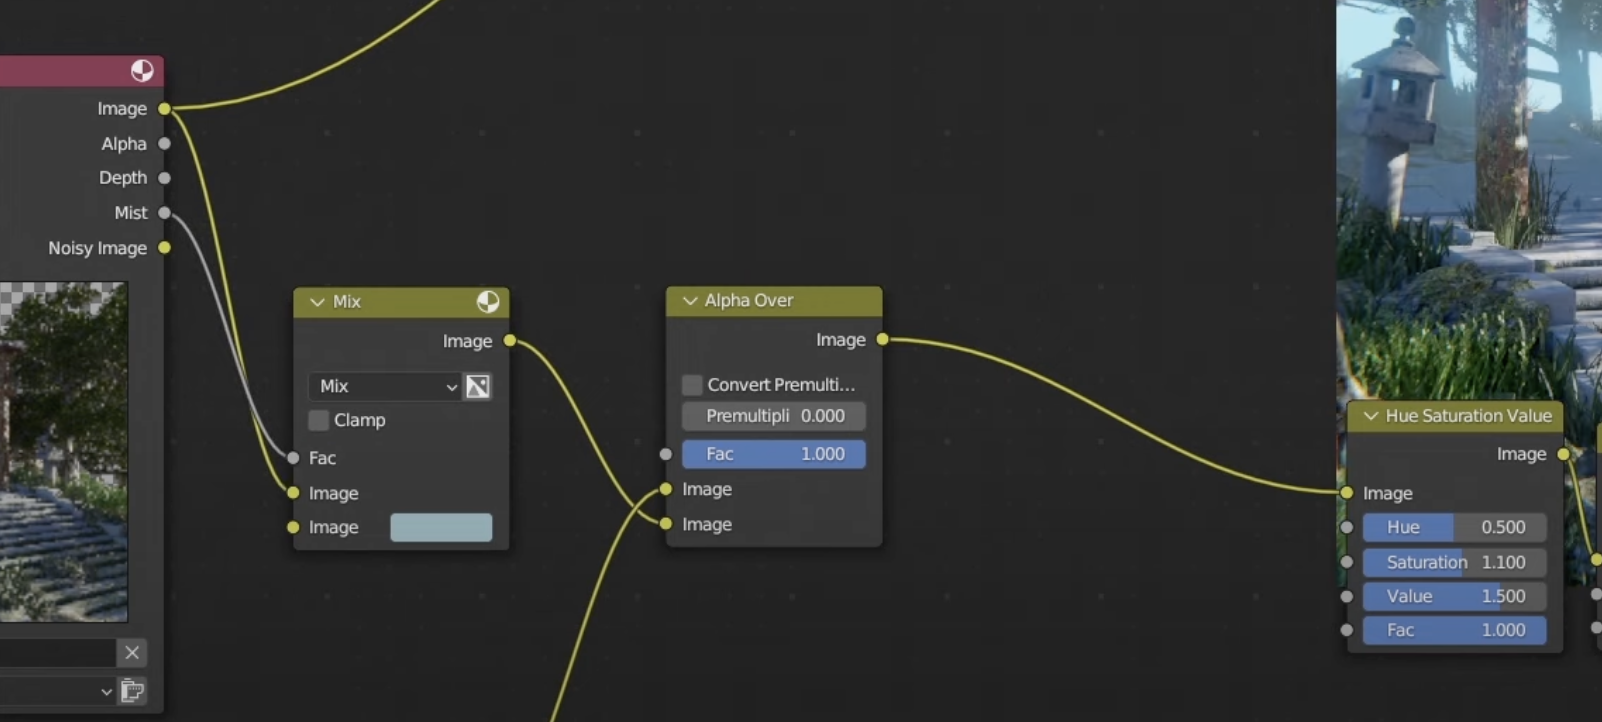 Image
Alpha
Depth
Mist
Noisy Image
Mix
Image
Mix
Clamp
Fac
Image
Image
Alpha Over
Image
Convert Premulti...
Premultipli 0.000
Fac 1.000
Image
Image
Hue Saturation Value
Image
Image
Hue 0.500
Saturation 1.100
Value 1.500
Fac 1.000